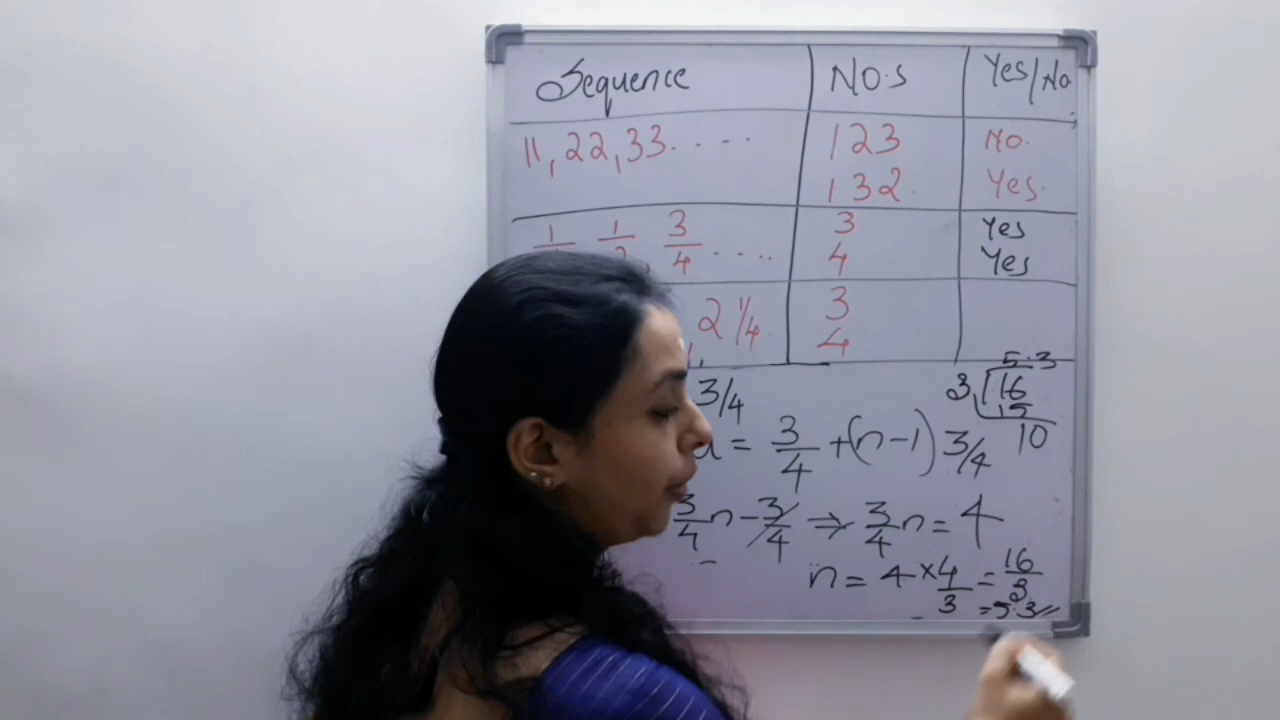 Sequence NO.S Yes/No
11, 22, 33..... 123 No.
132. Yes.
1/ 1/2 3/4 ..... 3 Yes
4 Yes
2 1/4 3
4
3/4
5.3
3 16
15
10
= 3/4 + (n-1) 3/4
3/4 n - 3/4 ⇒ 3/4 n = 4
n = 4 × 4/3 = 16/3
= 5.3